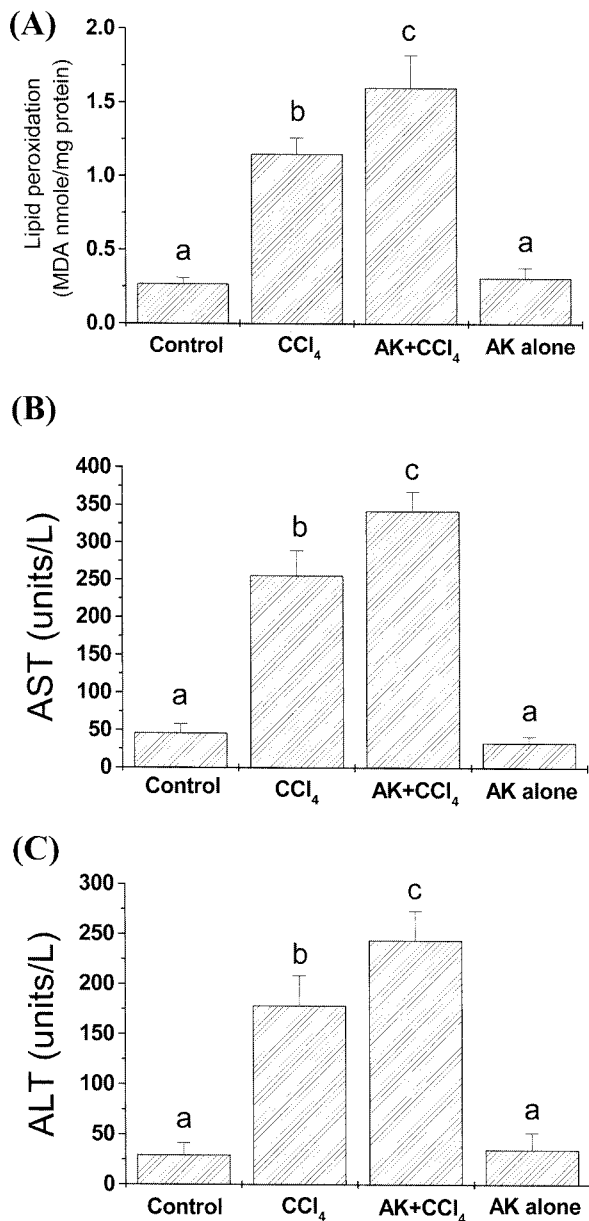 (A)
Lipid peroxidation
(MDA nmole/mg protein)
2.0
1.5
1.0
0.5
0.0
a
b
c
a
Control CCl₄ AK+CCl₄ AK alone
(B)
AST (units/L)
400
350
300
250
200
150
100
50
0
a
b
c
a
Control CCl₄ AK+CCl₄ AK alone
(C)
ALT (units/L)
300
250
200
150
100
50
0
a
b
c
a
Control CCl₄ AK+CCl₄ AK alone